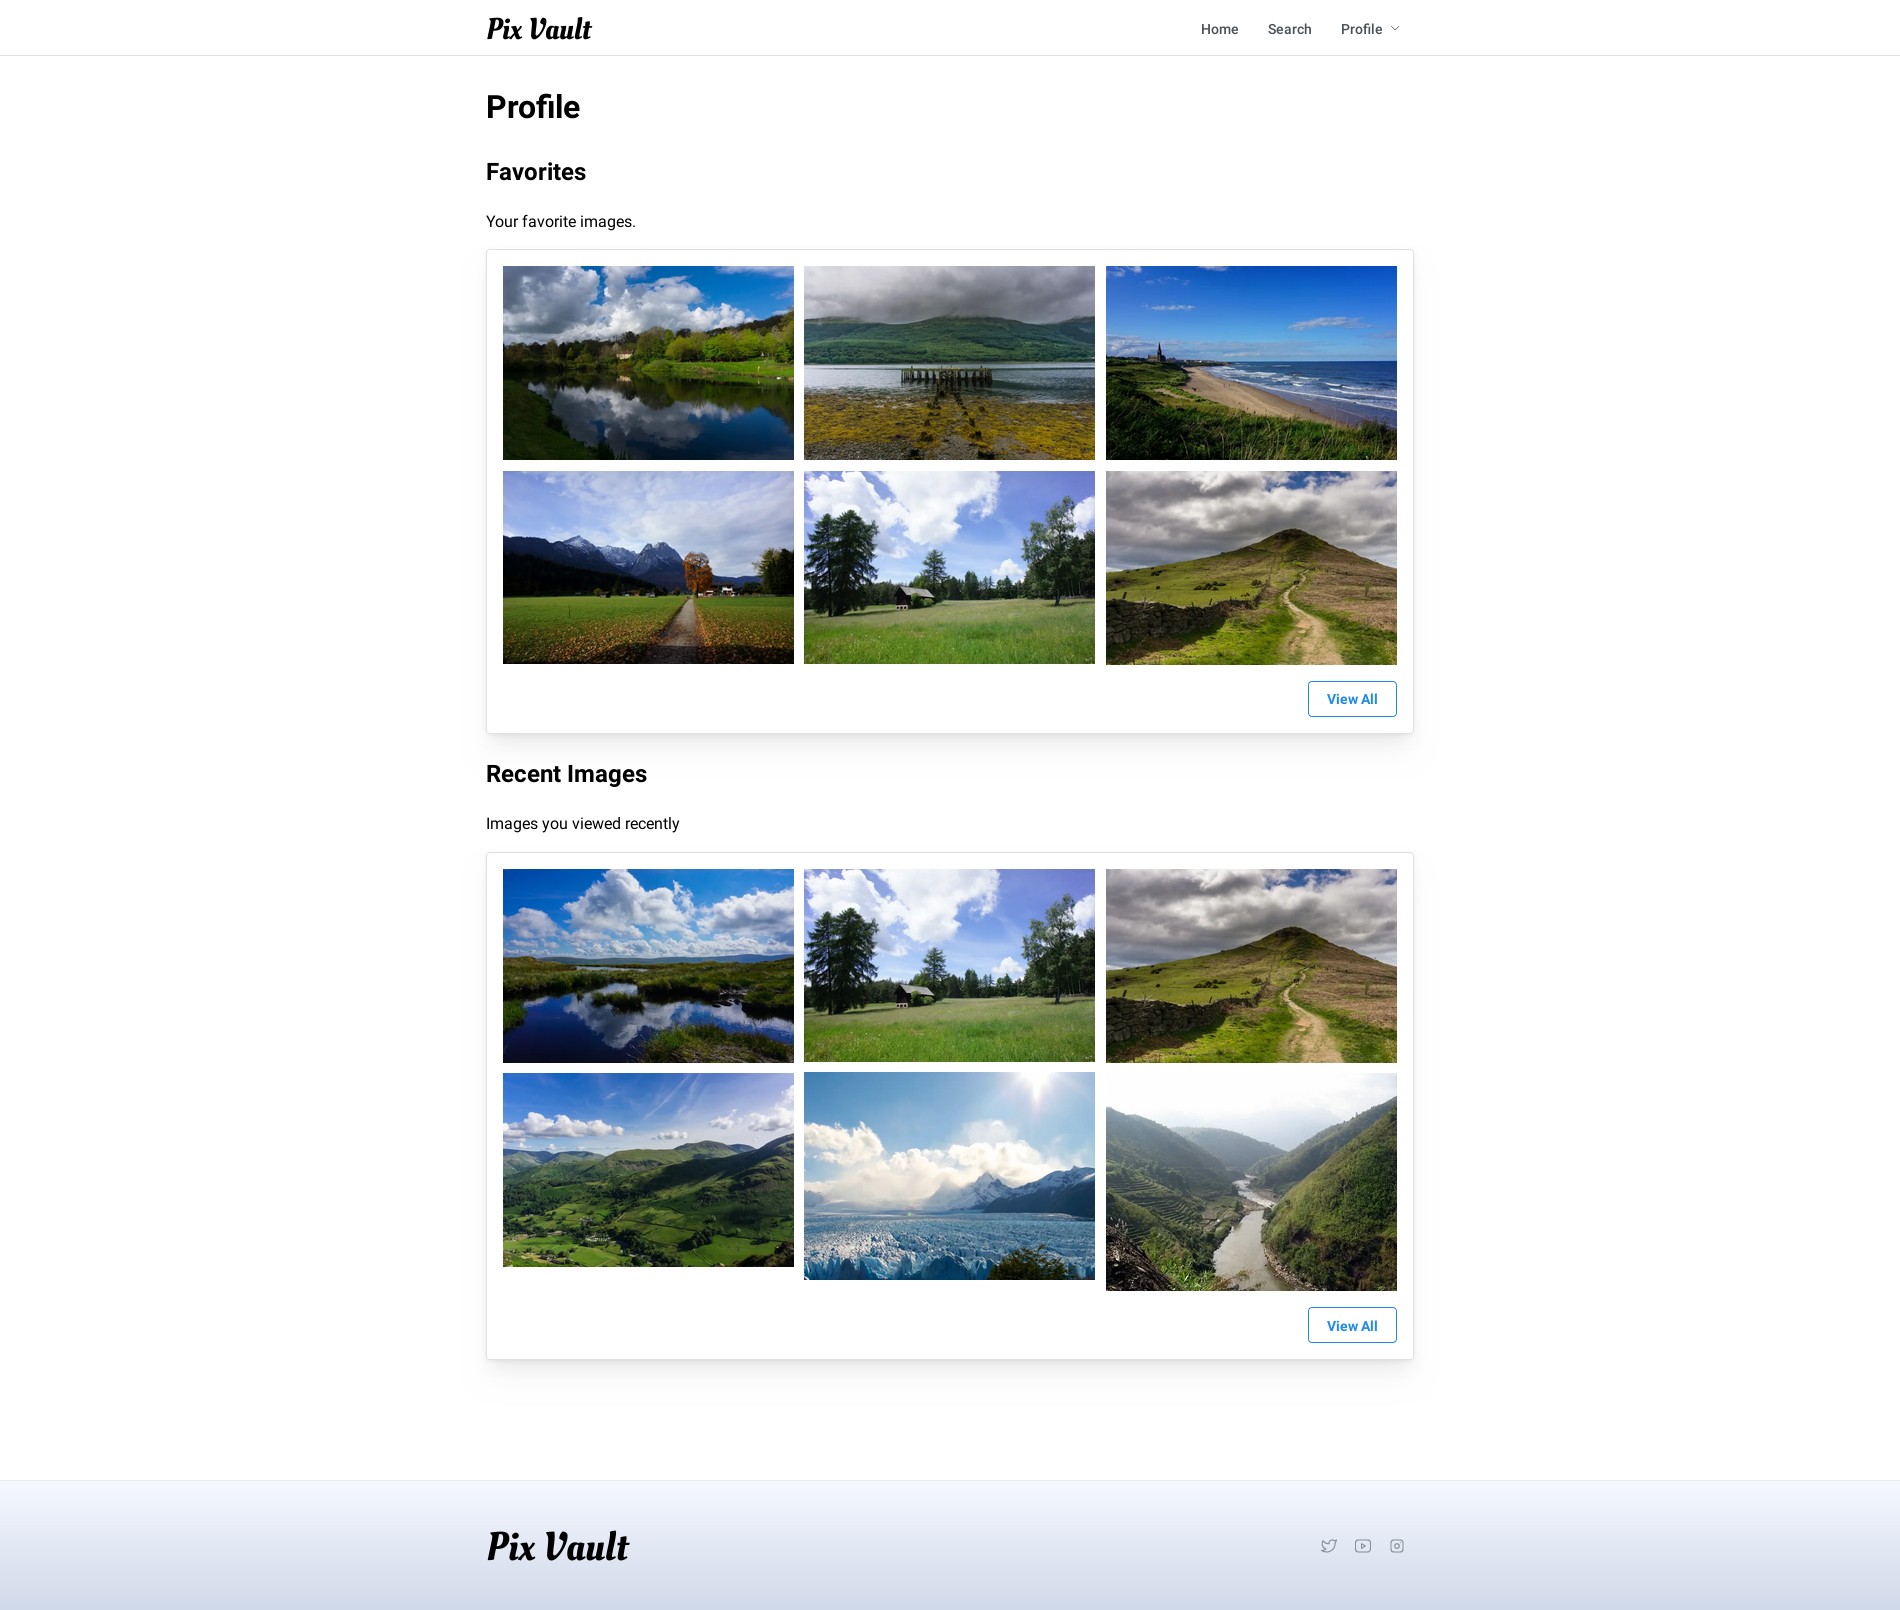 Pix Vault
Home
Search
Profile
Profile
Favorites
Your favorite images.
View All
Recent Images
Images you viewed recently
View All
Pix Vault